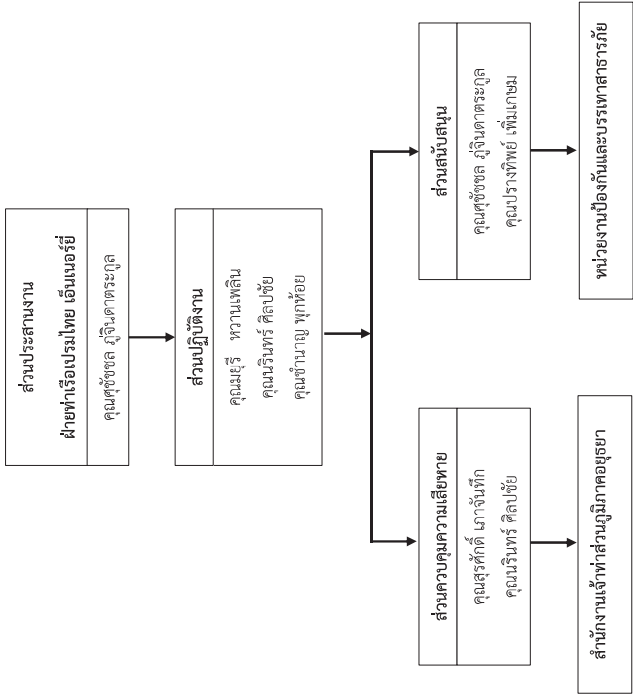 ส่วนประสานงาน
ฝ่ายท่าเรือเปรมไทย เอ็นเนอร์ยี่
คุณศุชัชชล ภู่จินดาตระกูล
ส่วนปฏิบัติงาน
คุณมยุรี หวานเพลิน
คุณนรินทร์ ศิลปชัย
คุณชำนาญ พุกห้อย
ส่วนควบคุมความเสียหาย
คุณสุรศักดิ์ เภาจันทึก
คุณนรินทร์ ศิลปชัย
สำนักงานเจ้าท่าส่วนภูมิภาคอยุธยา
ส่วนสนับสนุน
คุณศุชัชชล ภู่จินดาตระกูล
คุณปรางทิพย์ เพิ่มเกษม
หน่วยงานป้องกันและบรรเทาสาธารภัย